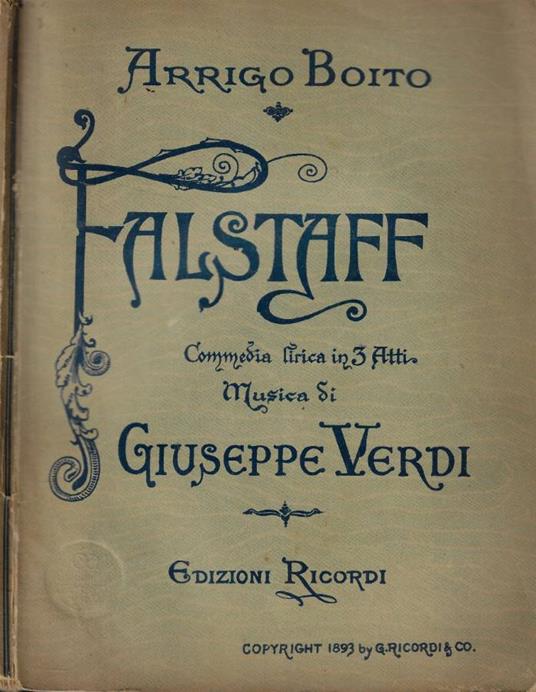 ARRIGO BOITO
FALSTAFF
Commedia lirica in 3 Atti
Musica di
GIUSEPPE VERDI
EDIZIONI RICORDI
COPYRIGHT 1893 by G. RICORDI & CO.